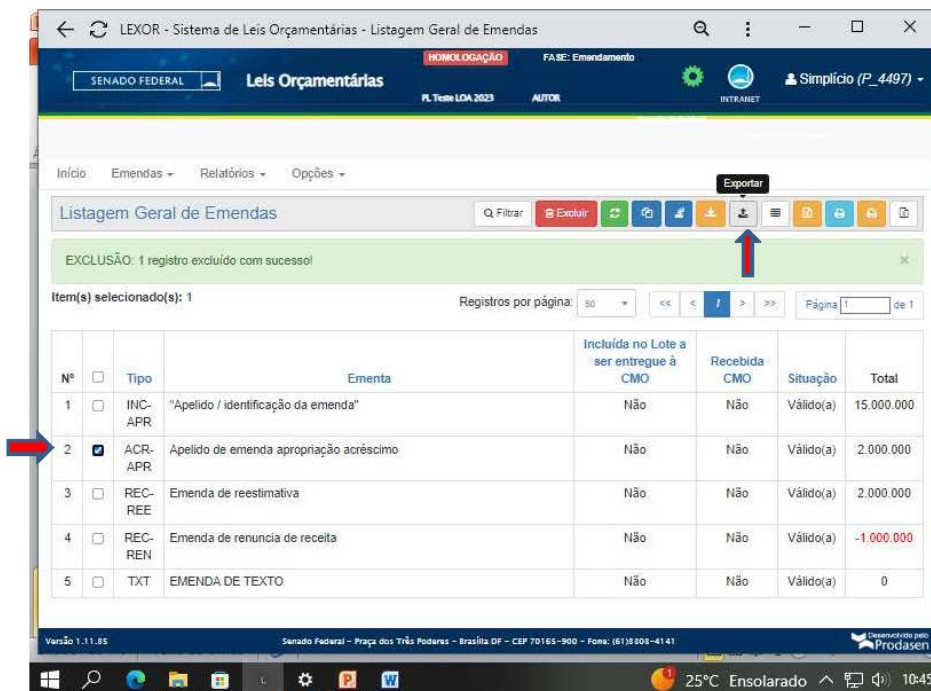 LEXOR - Sistema de Leis Orçamentárias - Listagem Geral de Emendas
HOMOLOGAÇÃO FASE: Emendamento
SENADO FEDERAL Leis Orçamentárias
Simplício (P_4497)
PL Teste LOA 2023 AUTOR
INTRANET
Início Emendas Relatórios Opções
Exportar
Listagem Geral de Emendas Filtrar Excluir
EXCLUSÃO: 1 registro excluído com sucesso!
Item(s) selecionado(s): 1 Registros por página: 50 << < 1 > >> Página 1 de 1
Nº Tipo Ementa Incluída no Lote a ser entregue à CMO Recebida CMO Situação Total
1 INC-APR "Apelido / identificação da emenda" Não Não Válido(a) 15.000.000
2 ACR-APR Apelido de emenda apropriação acréscimo Não Não Válido(a) 2.000.000
3 REC-REE Emenda de reestimativa Não Não Válido(a) 2.000.000
4 REC-REN Emenda de renuncia de receita Não Não Válido(a) -1.000.000
5 TXT EMENDA DE TEXTO Não Não Válido(a) 0
Versão 1.11.85 Senado Federal - Praça dos Três Poderes - Brasília DF - CEP 70165-900 - Fone: (61)8808-4141 Desenvolvido pelo Prodasen
25°C Ensolarado 10:45